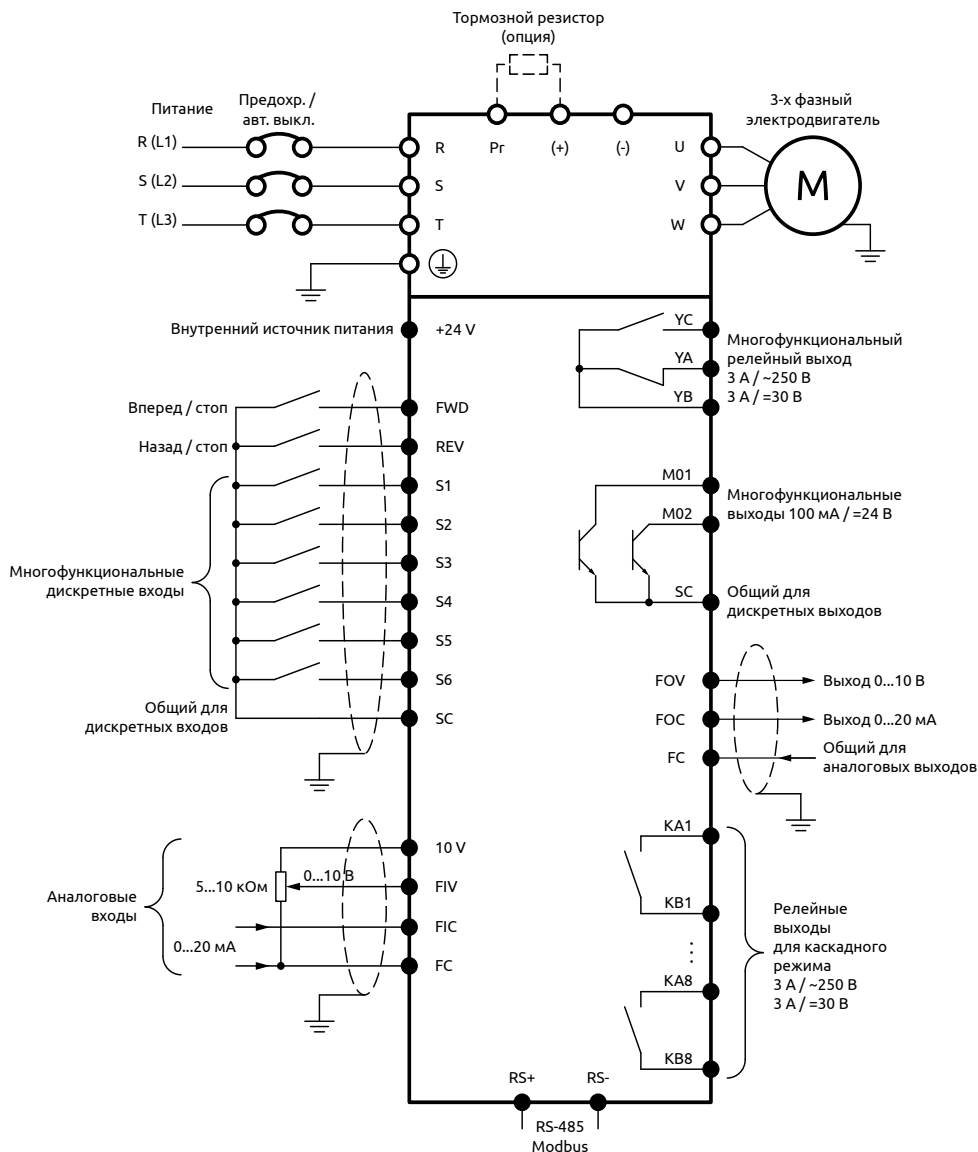 Тормозной резистор
(опция)
Питание
Предохр. /
авт. выкл.
3-х фазный
электродвигатель
R (L1)
R
Pr
(+)
(-)
U
S (L2)
S
V
M
T (L3)
T
W
Внутренний источник питания
+24 V
YC
YA
YB
Многофункциональный
релейный выход
3 А / ~250 В
3 А / =30 В
Вперед / стоп
FWD
Назад / стоп
REV
S1
S2
S3
S4
S5
S6
Многофункциональные
дискретные входы
Общий для
дискретных входов
SC
M01
M02
Многофункциональные
выходы 100 мА / =24 В
SC
Общий для
дискретных выходов
FOV
Выход 0...10 В
FOC
Выход 0...20 мА
FC
Общий для
аналоговых выходов
Аналоговые
входы
10 V
5...10 кОм
0...10 В
FIV
FIC
0...20 мА
FC
KA1
KB1
KA8
KB8
Релейные
выходы
для каскадного
режима
3 А / ~250 В
3 А / =30 В
RS+
RS-
RS-485
Modbus